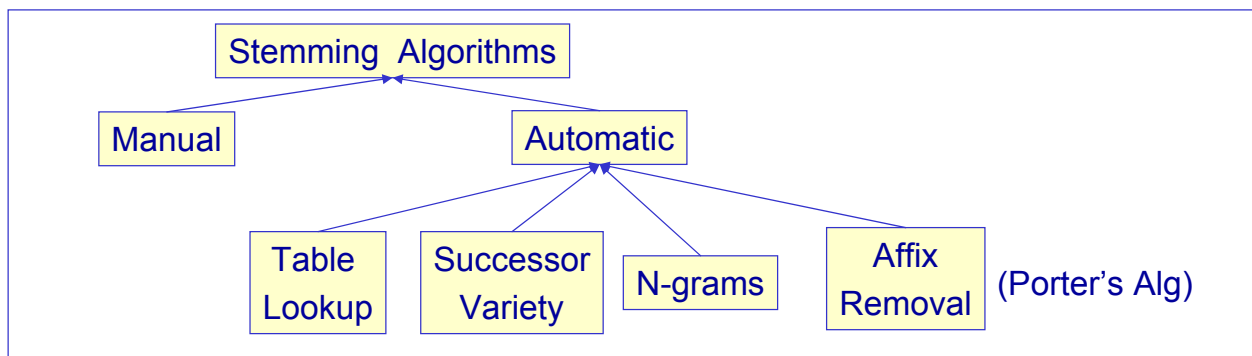 Stemming Algorithms
Manual
Automatic
Table
Lookup
Successor
Variety
N-grams
Affix
Removal
(Porter's Alg)